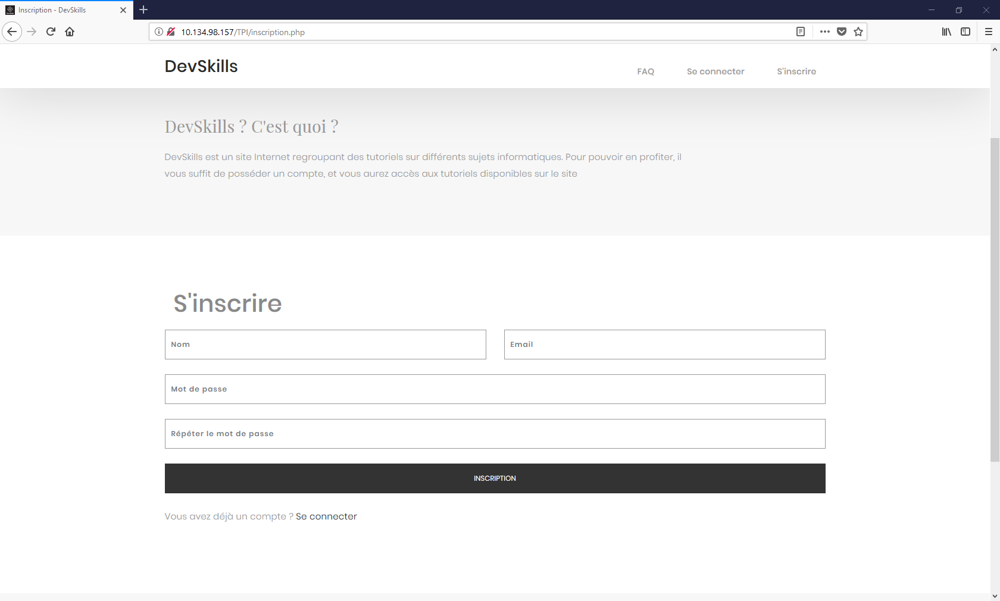 Inscription - DevSkills
10.134.98.157/TPI/inscription.php
DevSkills
FAQ
Se connecter
S'inscrire
DevSkills ? C'est quoi ?
DevSkills est un site Internet regroupant des tutoriels sur différents sujets informatiques. Pour pouvoir en profiter, il
vous suffit de posséder un compte, et vous aurez accès aux tutoriels disponibles sur le site
S'inscrire
Nom
Email
Mot de passe
Répéter le mot de passe
INSCRIPTION
Vous avez déjà un compte ? Se connecter